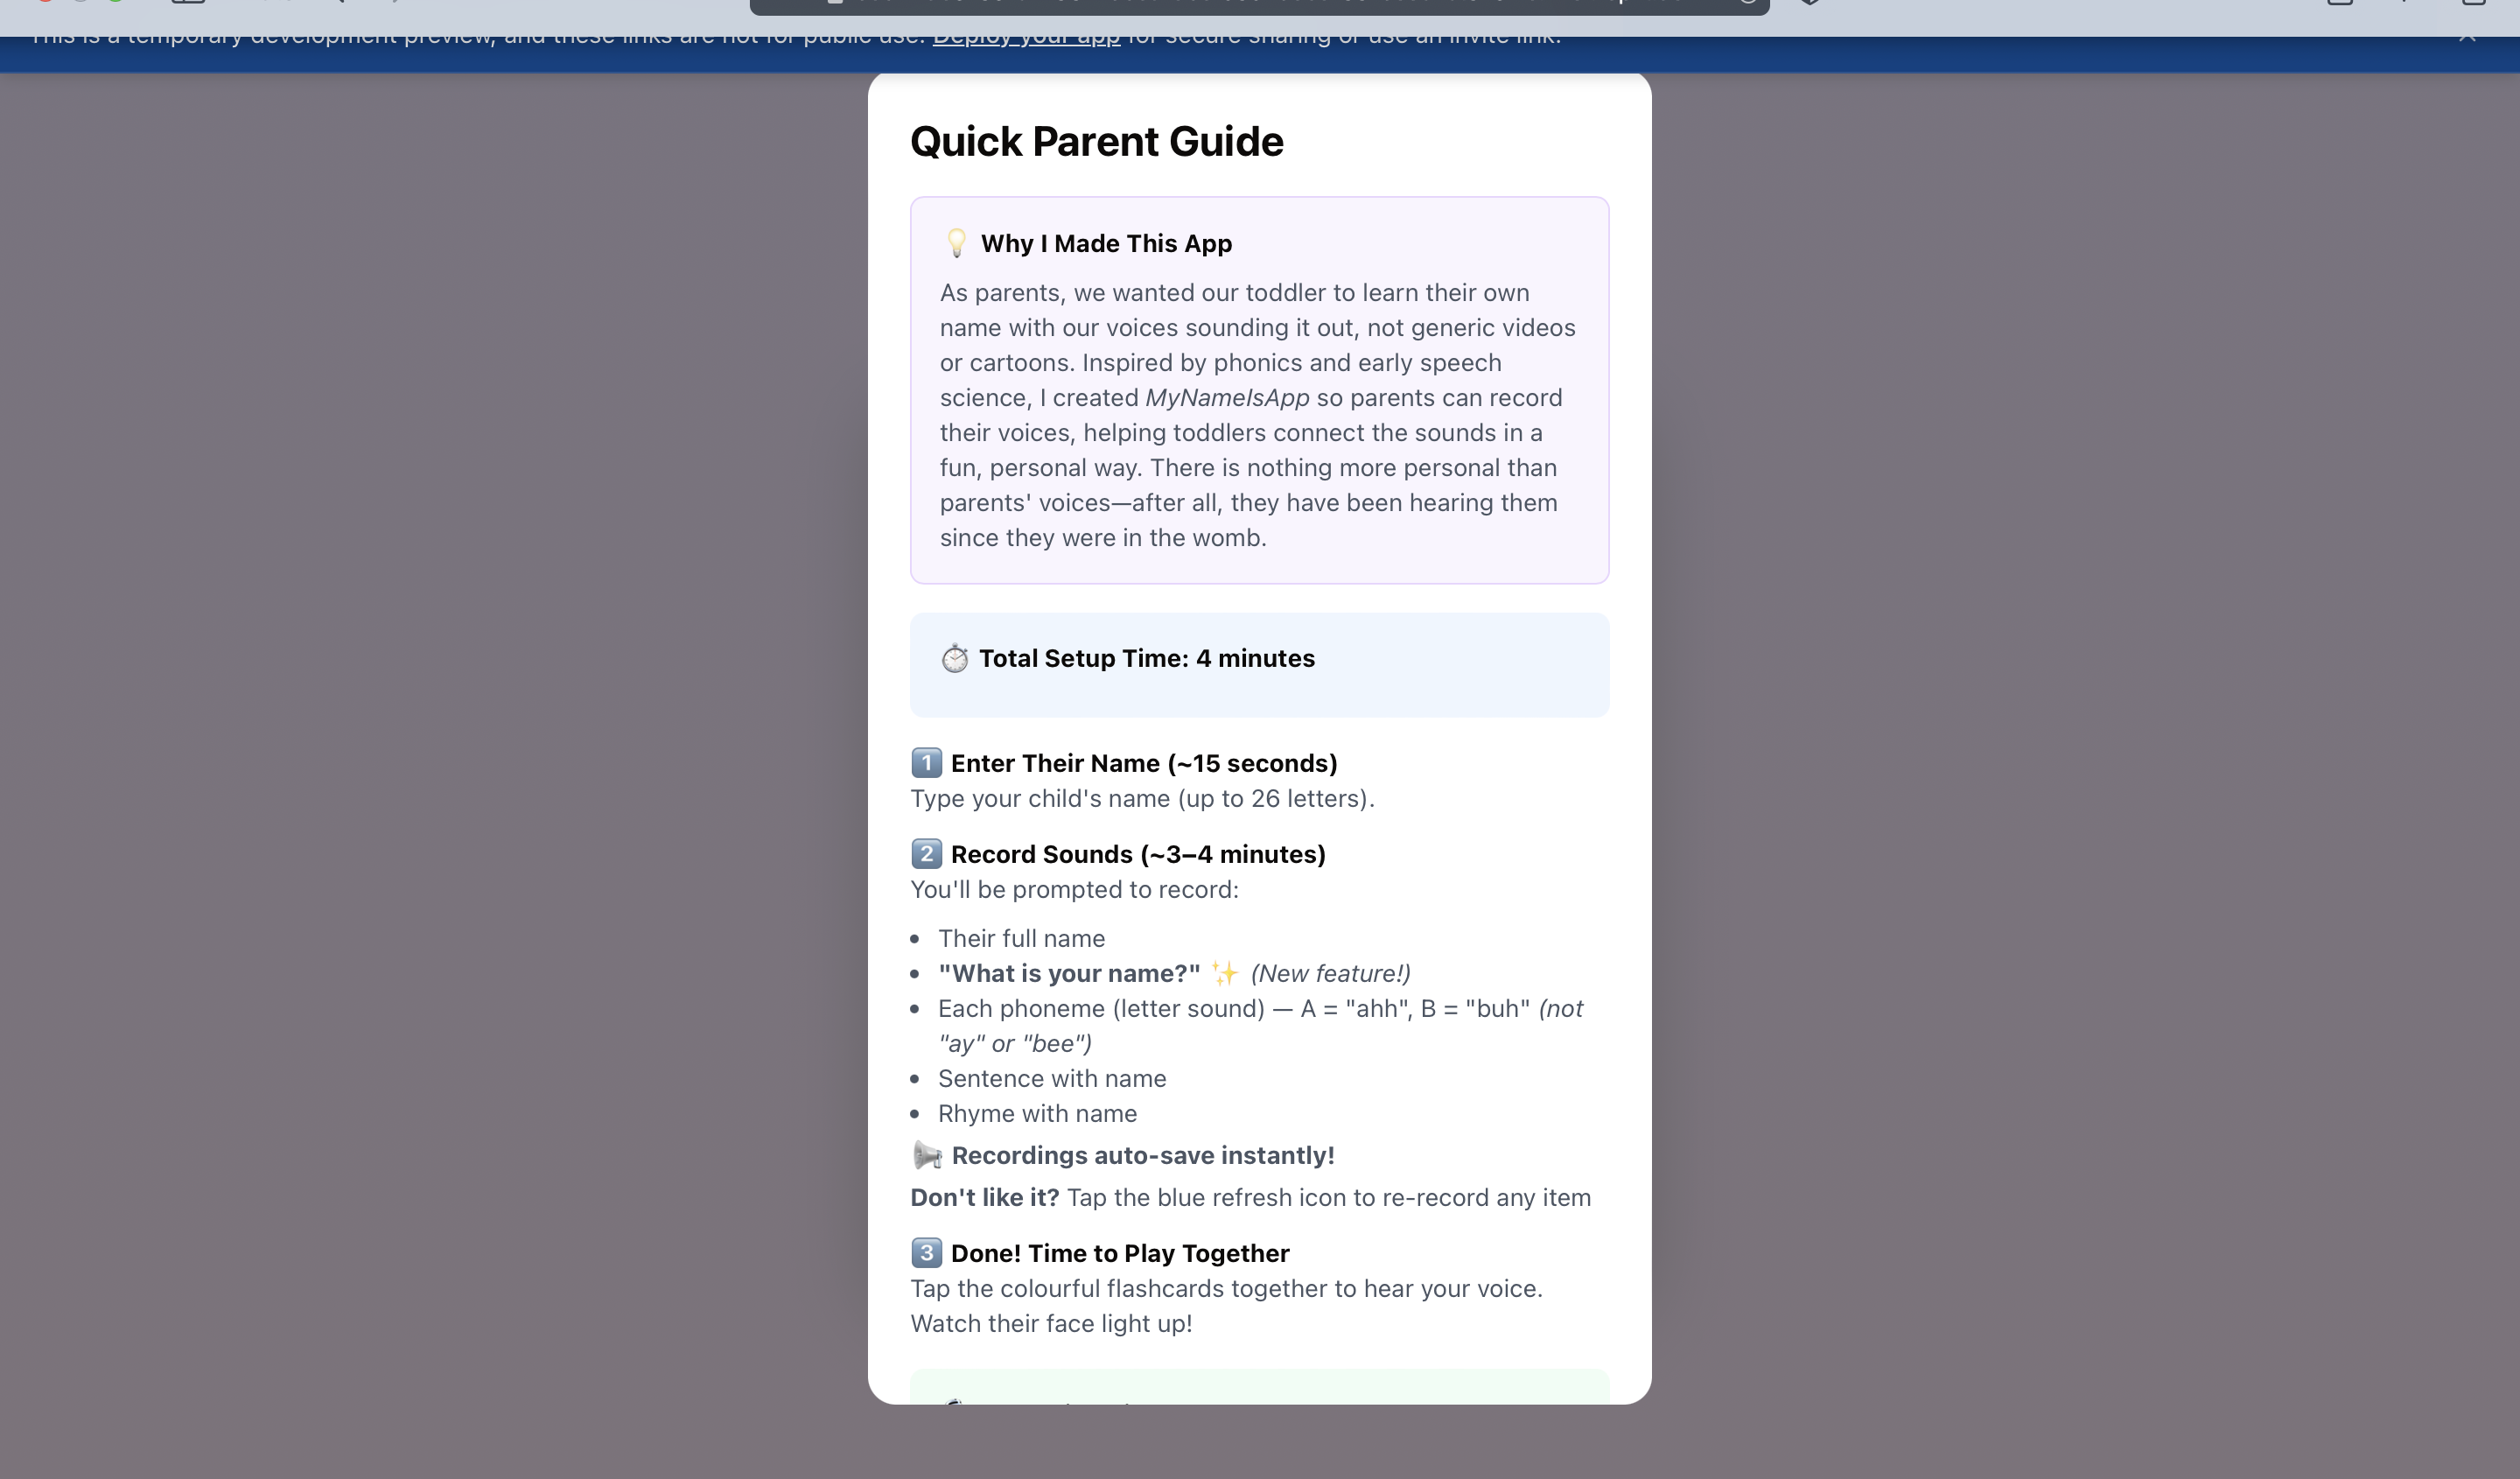 This is a temporary development preview, and these links are not for public use. Deploy your app for secure sharing or use an invite link.
Quick Parent Guide
💡 Why I Made This App
As parents, we wanted our toddler to learn their own
name with our voices sounding it out, not generic videos
or cartoons. Inspired by phonics and early speech
science, I created MyNameIsApp so parents can record
their voices, helping toddlers connect the sounds in a
fun, personal way. There is nothing more personal than
parents' voices—after all, they have been hearing them
since they were in the womb.
⏱️ Total Setup Time: 4 minutes
1️⃣ Enter Their Name (~15 seconds)
Type your child's name (up to 26 letters).
2️⃣ Record Sounds (~3–4 minutes)
You'll be prompted to record:
• Their full name
• "What is your name?" ✨ (New feature!)
• Each phoneme (letter sound) — A = "ahh", B = "buh" (not
"ay" or "bee")
• Sentence with name
• Rhyme with name
📢 Recordings auto-save instantly!
Don't like it? Tap the blue refresh icon to re-record any item
3️⃣ Done! Time to Play Together
Tap the colourful flashcards together to hear your voice.
Watch their face light up!